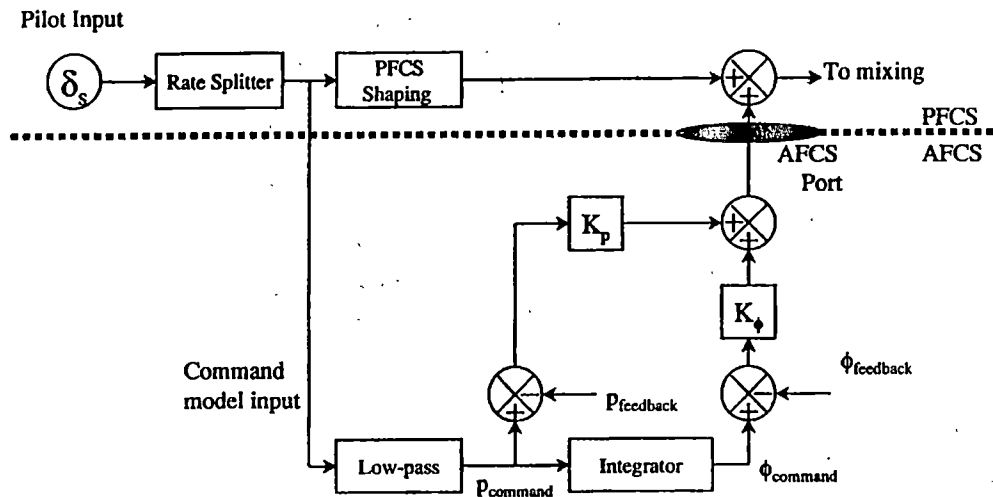 Pilot Input
δs
Rate Splitter
PFCS
Shaping
+
+
To mixing
PFCS
AFCS
AFCS
Port
Kp
+
+
Kϕ
Command
model input
−
+
pfeedback
−
+
ϕfeedback
Low-pass
pcommand
Integrator
ϕcommand